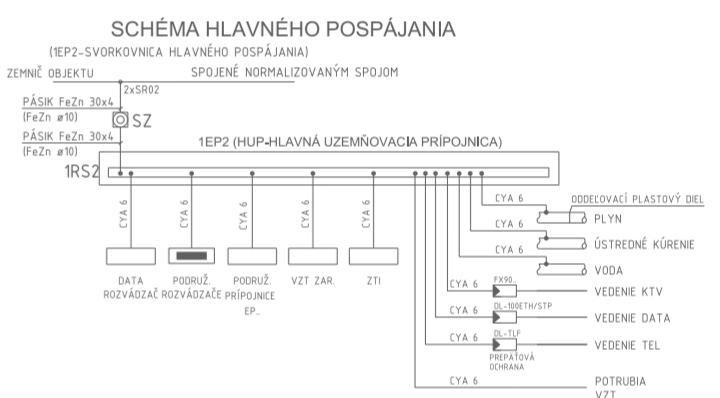 SCHÉMA HLAVNÉHO POSPÁJANIA
(1EP2-SVORKOVNICA HLAVNÉHO POSPÁJANIA)
ZEMNIČ OBJEKTU
SPOJENÉ NORMALIZOVANÝM SPOJOM
2xSR02
PÁSIK FeZn 30x4
(FeZn ø10)
SZ
PÁSIK FeZn 30x4
(FeZn ø10)
1EP2 (HUP-HLAVNÁ UZEMŇOVACIA PRÍPOJNICA)
1RS2
CYA 6
CYA 6
CYA 6
CYA 6
CYA 6
DATA
ROZVÁDZAČ
PODRUŽ.
ROZVÁDZAČE
PODRUŽ.
PRÍPOJNICE
EP..
VZT ZAR.
ZTI
CYA 6
ODDEĽOVACÍ PLASTOVÝ DIEL
PLYN
CYA 6
ÚSTREDNÉ KÚRENIE
CYA 6
VODA
CYA 6
FX90..
VEDENIE KTV
CYA 6
DL-100ETH/STP
VEDENIE DATA
CYA 6
DL-TLF
VEDENIE TEL
PREPÄŤOVÁ
OCHRANA
CYA 6
POTRUBIA
VZT